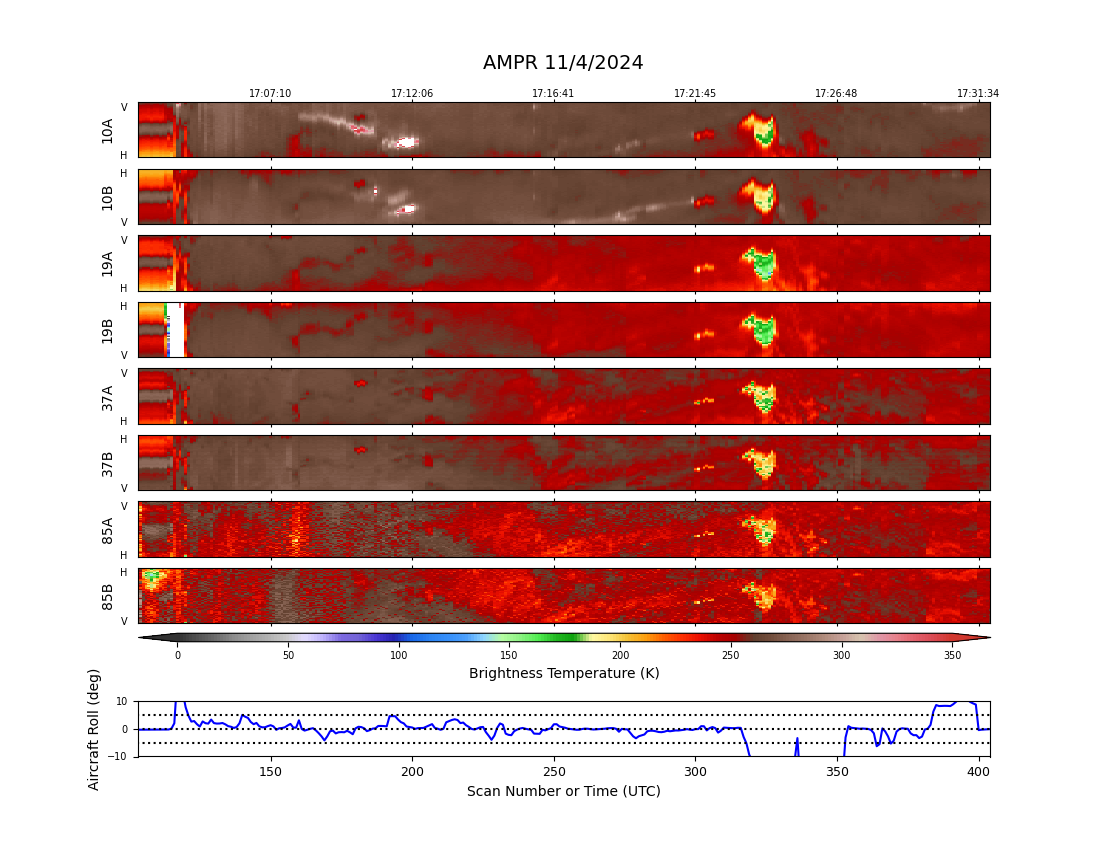 AMPR 11/4/2024
17:07:10 17:12:06 17:16:41 17:21:45 17:26:48 17:31:34
V
10A
H
H
10B
V
V
19A
H
H
19B
V
V
37A
H
H
37B
V
V
85A
H
H
85B
V
0 50 100 150 200 250 300 350
Brightness Temperature (K)
Aircraft Roll (deg)
10
0
−10
150 200 250 300 350 400
Scan Number or Time (UTC)